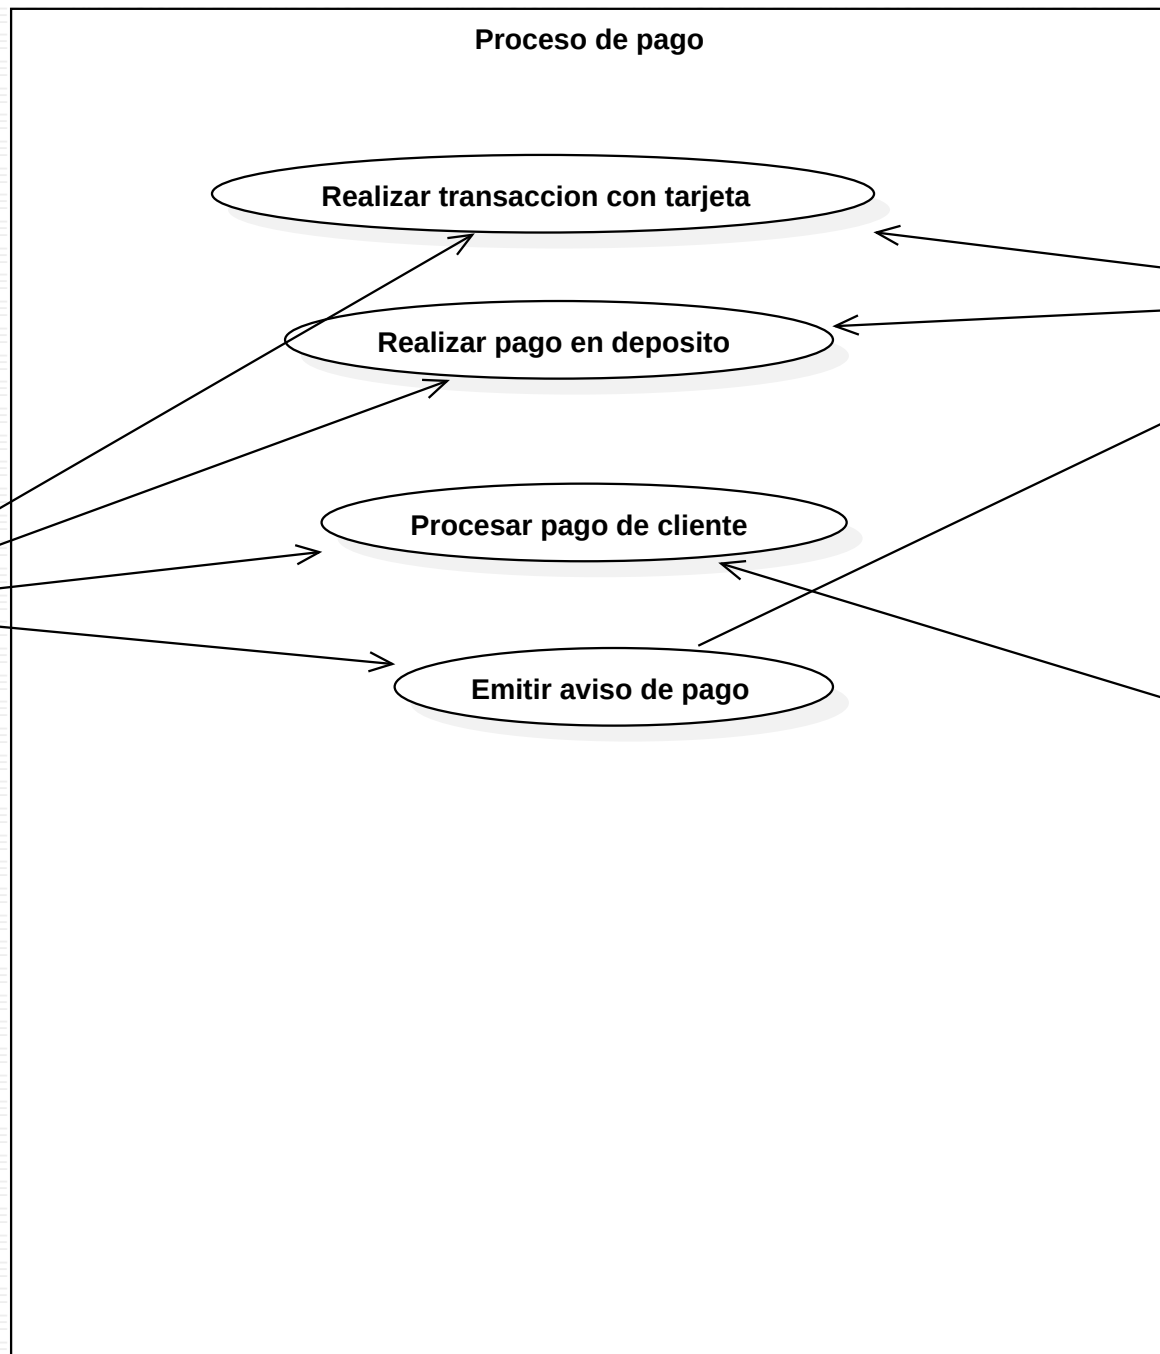 Proceso de pago
Realizar transaccion con tarjeta
Realizar pago en deposito
Procesar pago de cliente
Emitir aviso de pago